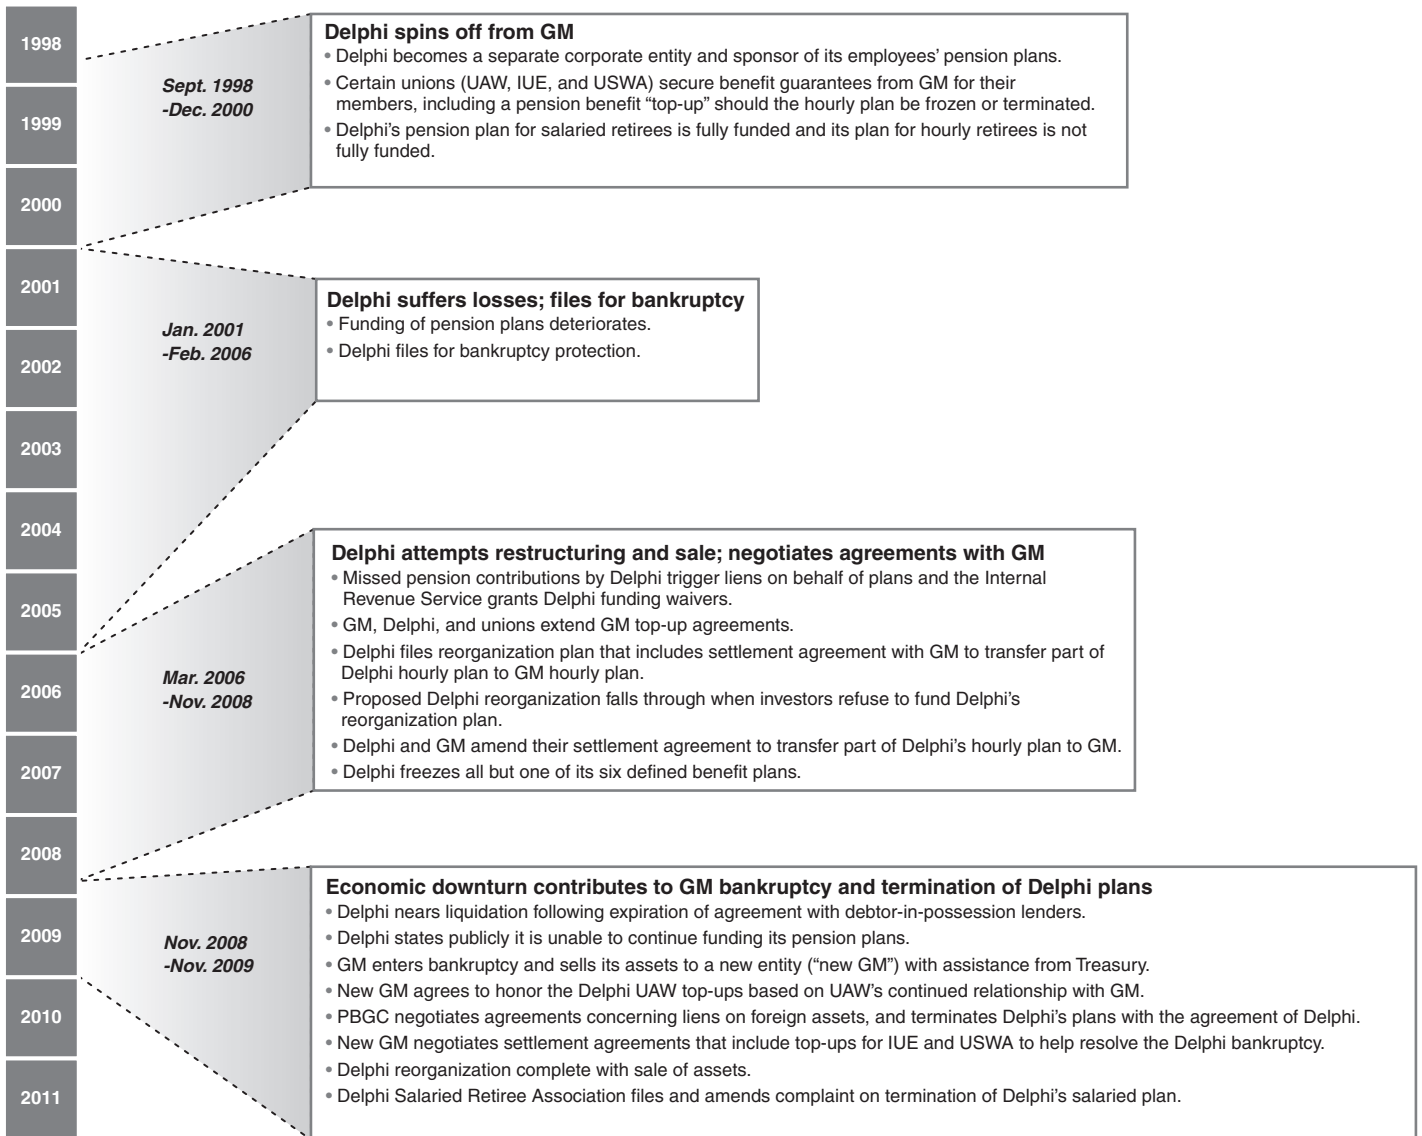 1998
1999
2000
2001
2002
2003
2004
2005
2006
2007
2008
2009
2010
2011
Sept. 1998
-Dec. 2000
Delphi spins off from GM
• Delphi becomes a separate corporate entity and sponsor of its employees’ pension plans.
• Certain unions (UAW, IUE, and USWA) secure benefit guarantees from GM for their
members, including a pension benefit “top-up” should the hourly plan be frozen or terminated.
• Delphi’s pension plan for salaried retirees is fully funded and its plan for hourly retirees is not
fully funded.
Jan. 2001
-Feb. 2006
Delphi suffers losses; files for bankruptcy
• Funding of pension plans deteriorates.
• Delphi files for bankruptcy protection.
Mar. 2006
-Nov. 2008
Delphi attempts restructuring and sale; negotiates agreements with GM
• Missed pension contributions by Delphi trigger liens on behalf of plans and the Internal
Revenue Service grants Delphi funding waivers.
• GM, Delphi, and unions extend GM top-up agreements.
• Delphi files reorganization plan that includes settlement agreement with GM to transfer part of
Delphi hourly plan to GM hourly plan.
• Proposed Delphi reorganization falls through when investors refuse to fund Delphi’s
reorganization plan.
• Delphi and GM amend their settlement agreement to transfer part of Delphi’s hourly plan to GM.
• Delphi freezes all but one of its six defined benefit plans.
Nov. 2008
-Nov. 2009
Economic downturn contributes to GM bankruptcy and termination of Delphi plans
• Delphi nears liquidation following expiration of agreement with debtor-in-possession lenders.
• Delphi states publicly it is unable to continue funding its pension plans.
• GM enters bankruptcy and sells its assets to a new entity (“new GM”) with assistance from Treasury.
• New GM agrees to honor the Delphi UAW top-ups based on UAW’s continued relationship with GM.
• PBGC negotiates agreements concerning liens on foreign assets, and terminates Delphi’s plans with the agreement of Delphi.
• New GM negotiates settlement agreements that include top-ups for IUE and USWA to help resolve the Delphi bankruptcy.
• Delphi reorganization complete with sale of assets.
• Delphi Salaried Retiree Association files and amends complaint on termination of Delphi’s salaried plan.